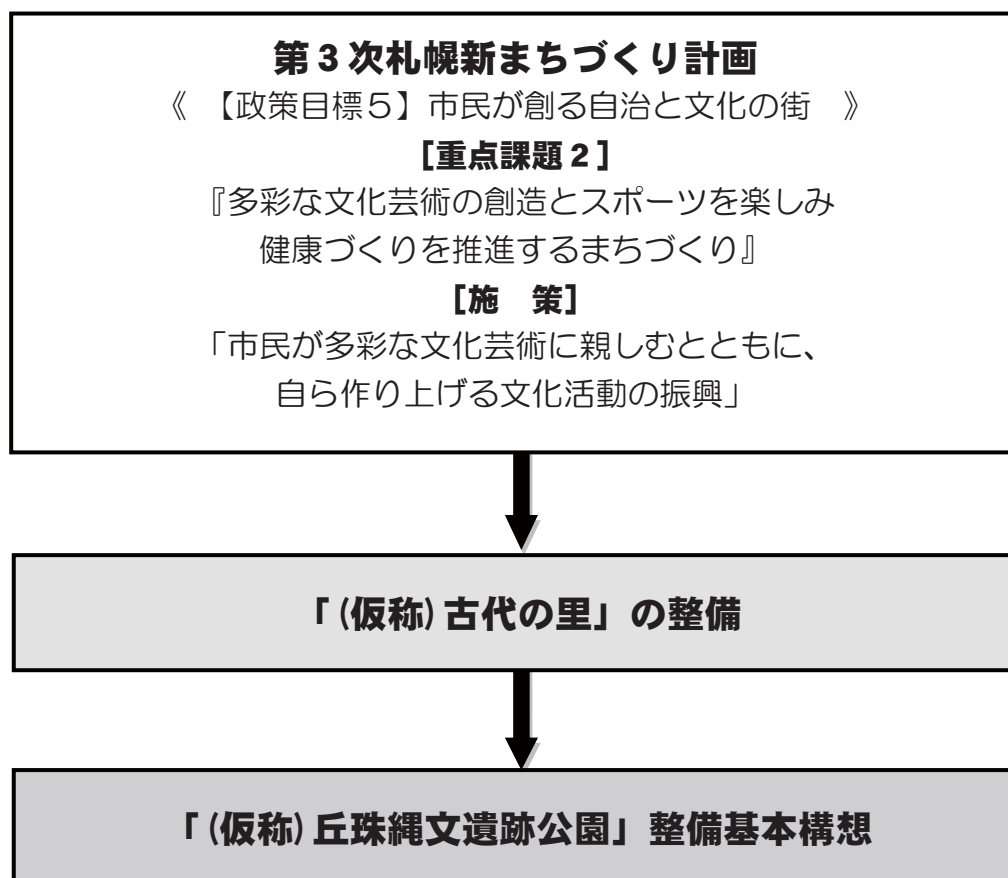 第3次札幌新まちづくり計画
《 【政策目標5】市民が創る自治と文化の街 》
[重点課題2]
『多彩な文化芸術の創造とスポーツを楽しみ
健康づくりを推進するまちづくり』
[施 策]
「市民が多彩な文化芸術に親しむとともに、
自ら作り上げる文化活動の振興」
「(仮称)古代の里」の整備
「(仮称)丘珠縄文遺跡公園」整備基本構想